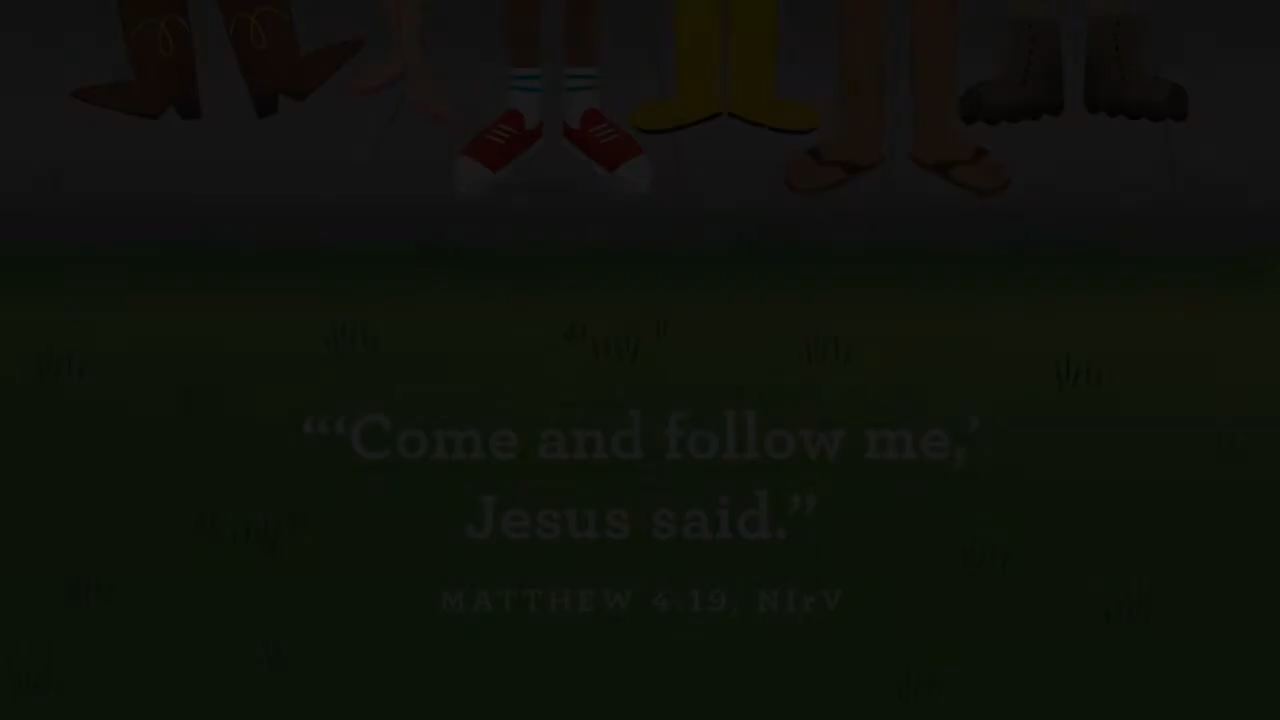 “‘Come and follow me,’
Jesus said.”
MATTHEW 4:19, NIrV